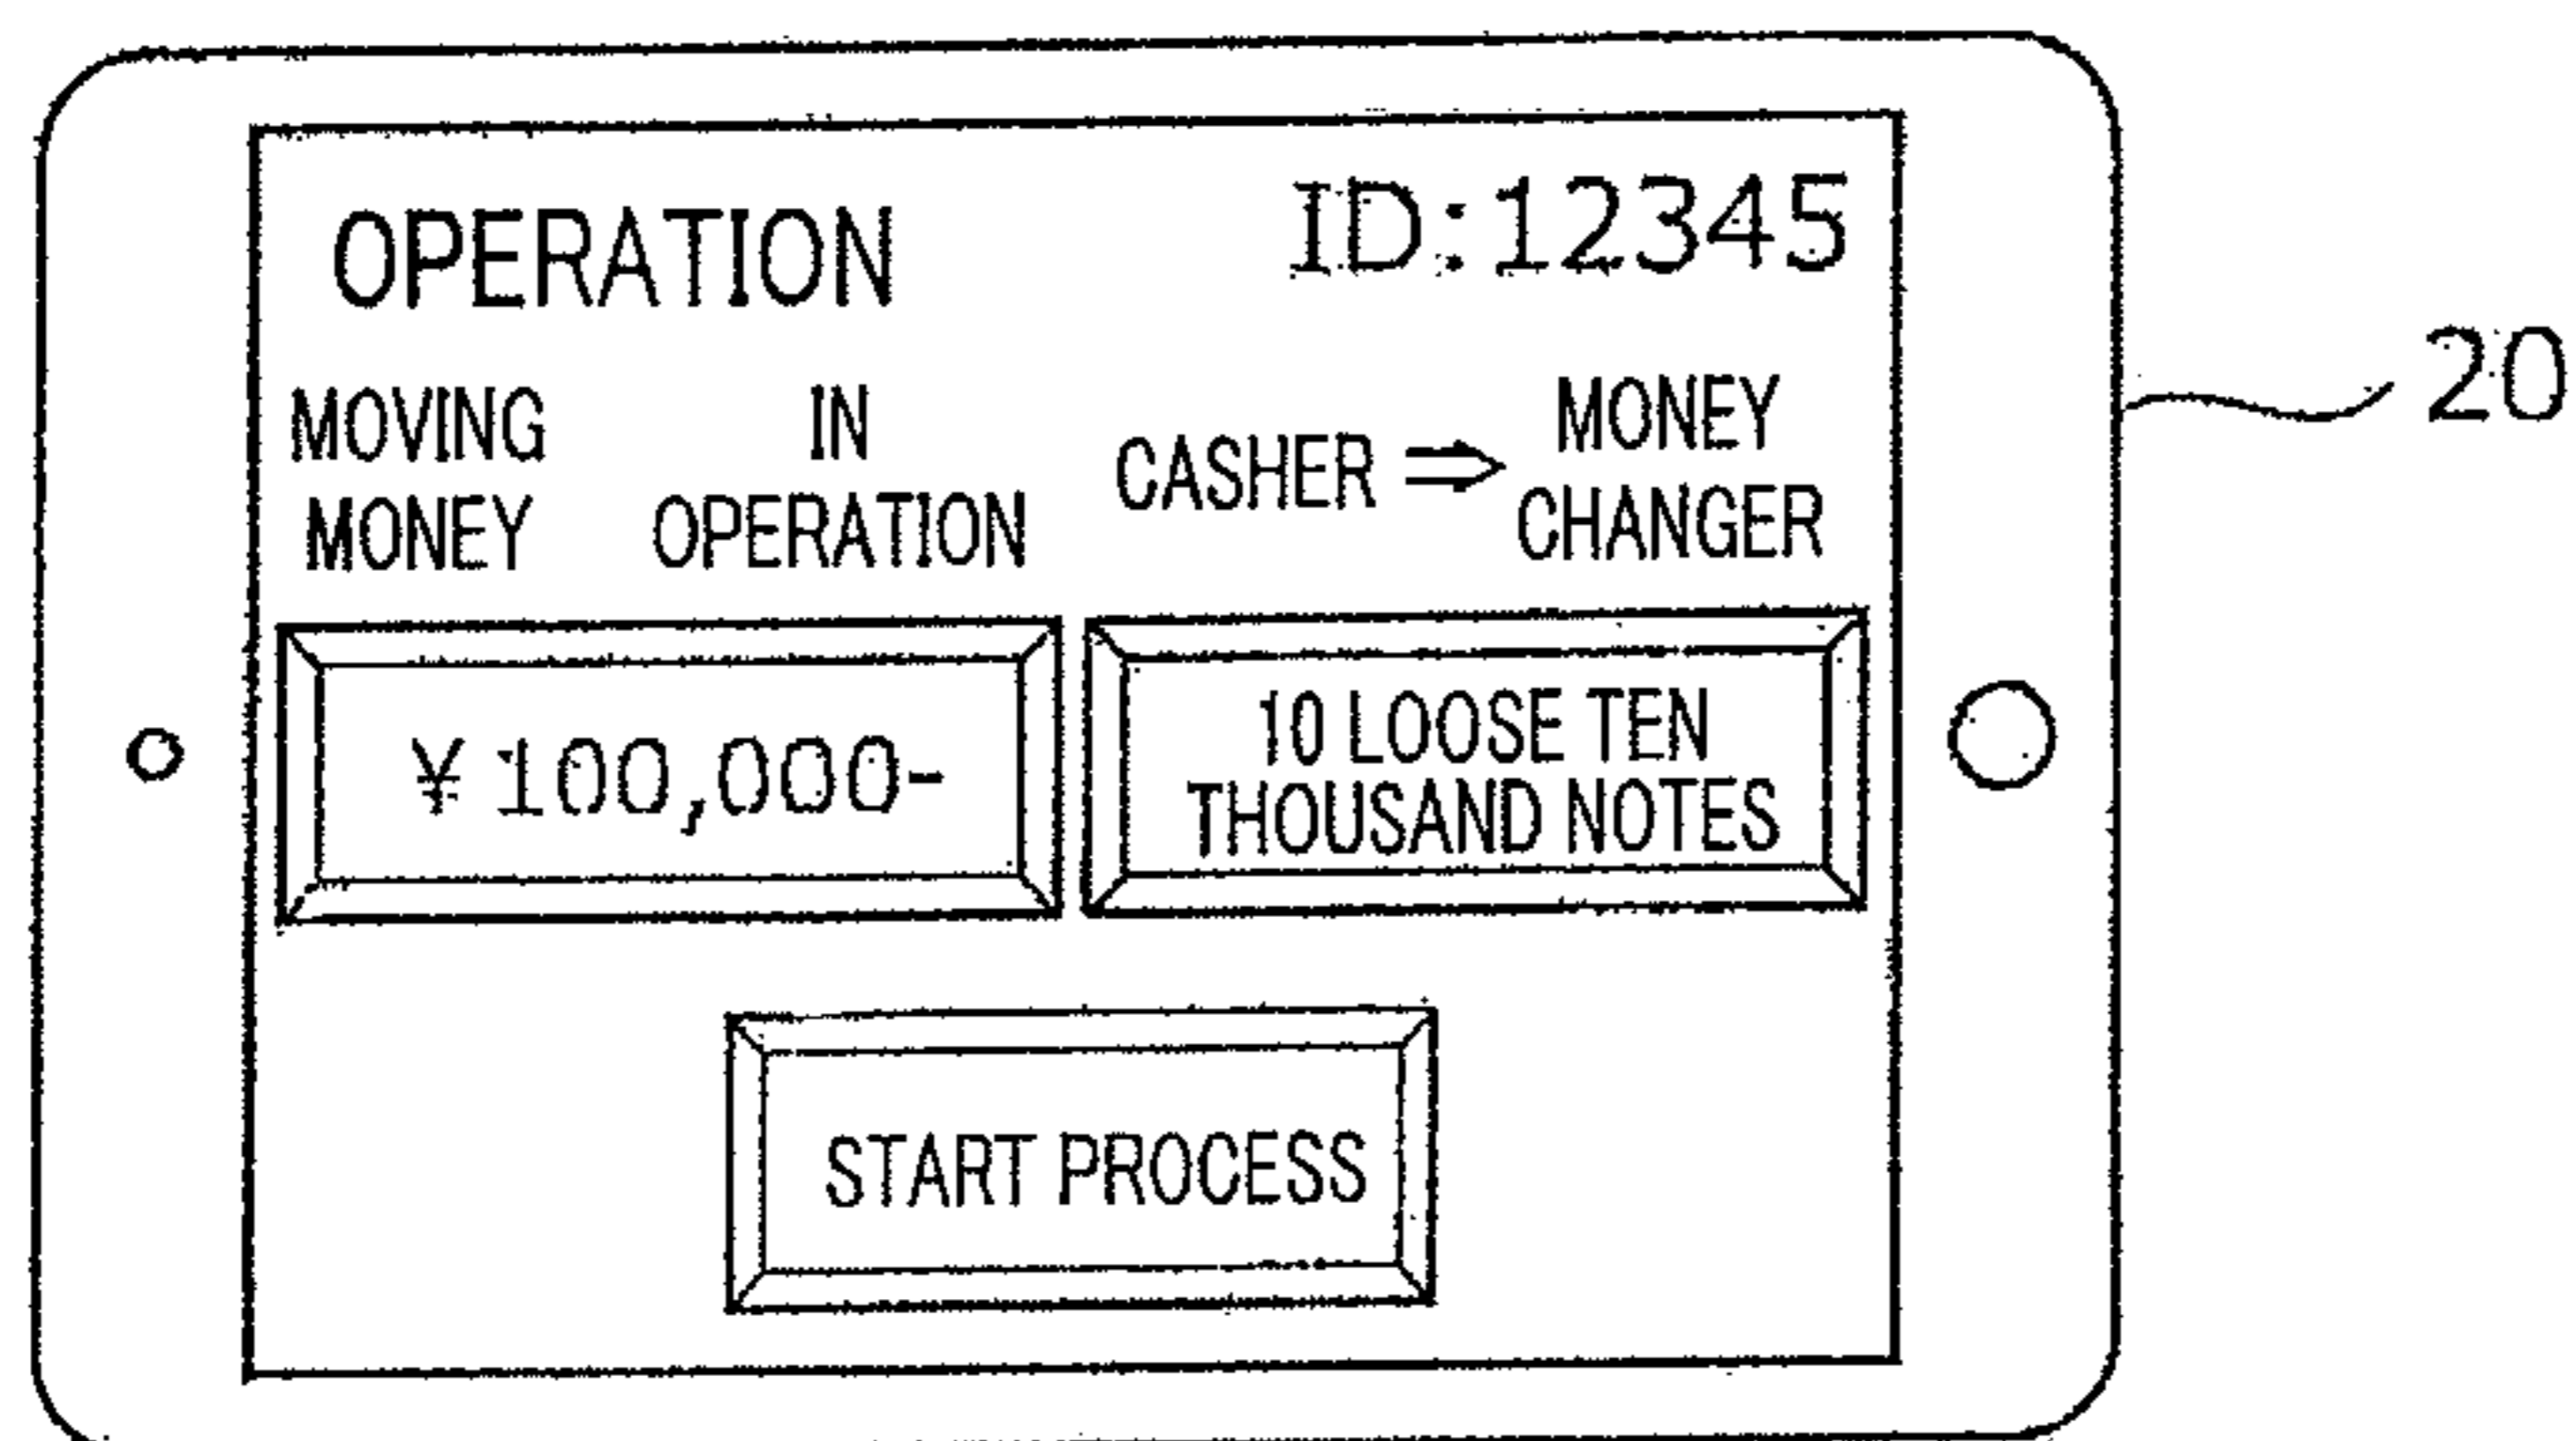 OPERATION
ID:12345
20
MOVING
MONEY
IN
OPERATION
CASHER ⇒
MONEY
CHANGER
¥100,000-
10 LOOSE TEN
THOUSAND NOTES
START PROCESS